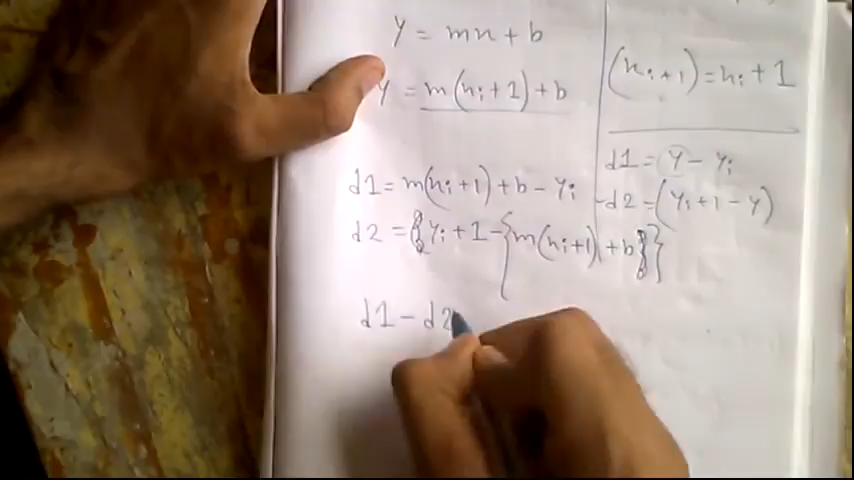 y = mx + b
y = m(xi + 1) + b
(xi+1) = xi + 1
d1 = y - yi
d2 = (yi + 1 - y)
d1 = m(xi + 1) + b - yi
d2 = {yi + 1 - {m(xi + 1) + b}}
d1 - d2